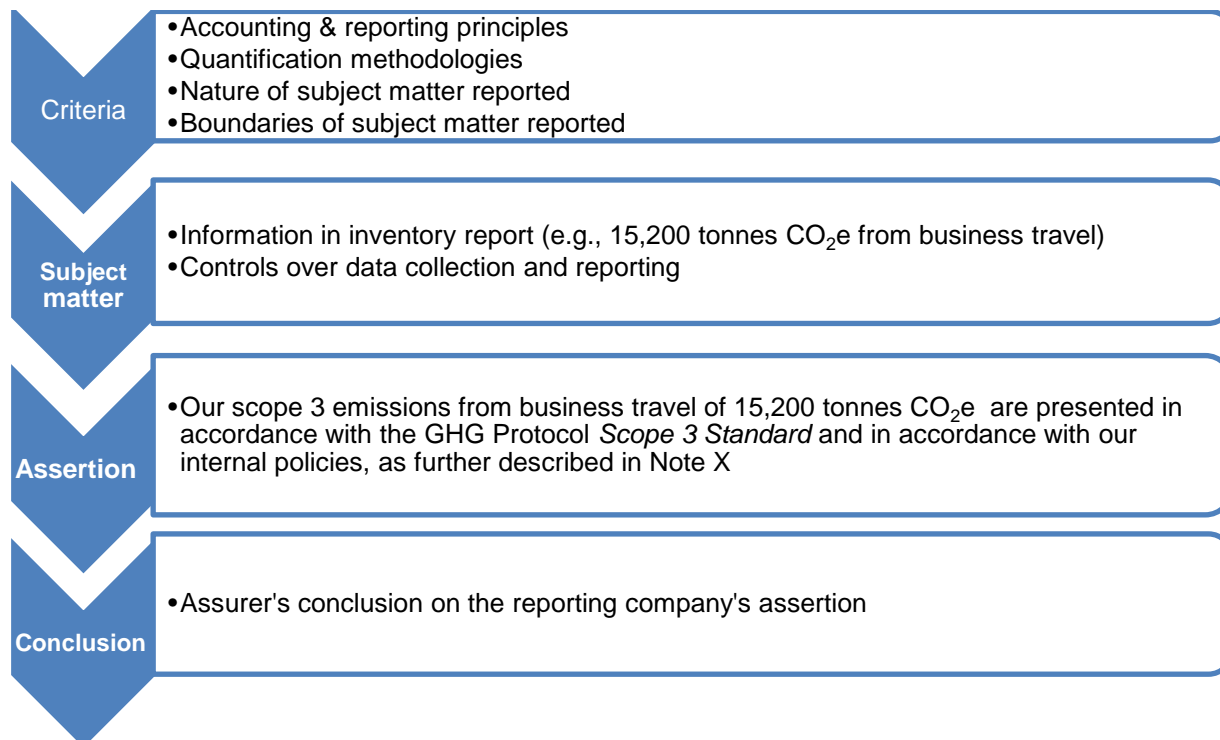 Criteria
•Accounting & reporting principles
•Quantification methodologies
•Nature of subject matter reported
•Boundaries of subject matter reported
Subject
matter
•Information in inventory report (e.g., 15,200 tonnes CO₂e from business travel)
•Controls over data collection and reporting
Assertion
•Our scope 3 emissions from business travel of 15,200 tonnes CO₂e are presented in
accordance with the GHG Protocol Scope 3 Standard and in accordance with our
internal policies, as further described in Note X
Conclusion
•Assurer's conclusion on the reporting company's assertion